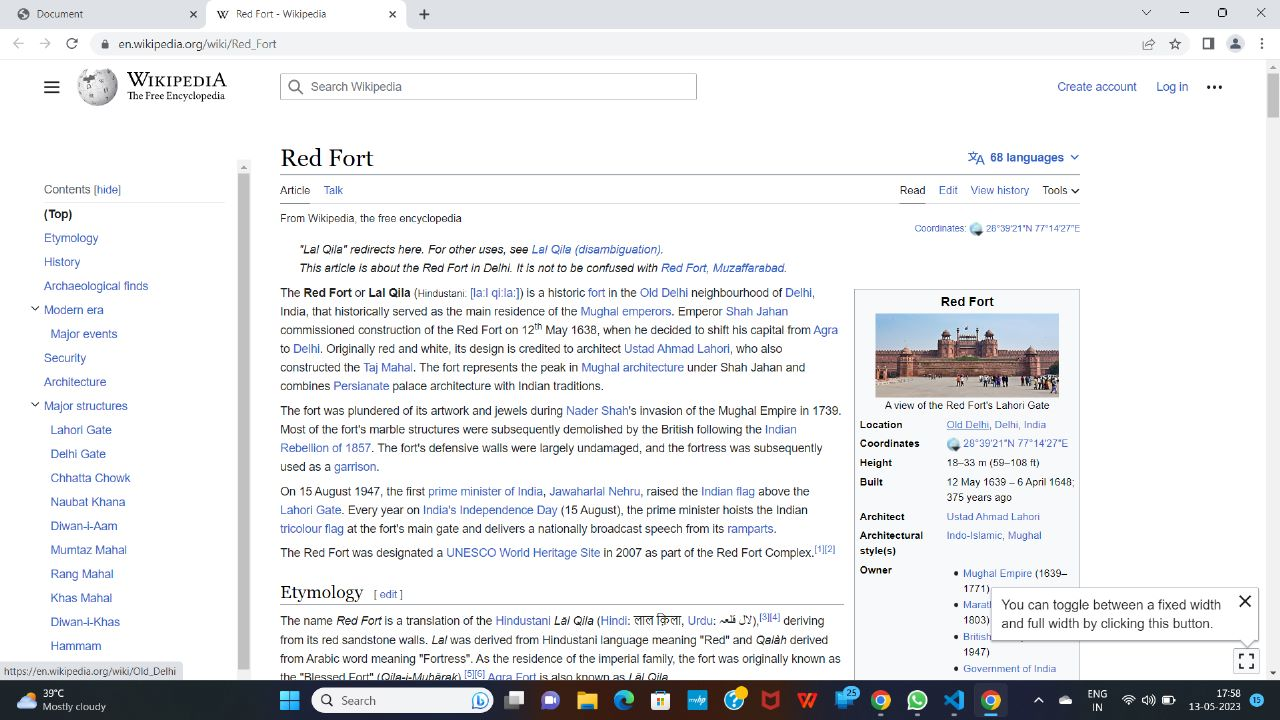 Document
Red Fort - Wikipedia
en.wikipedia.org/wiki/Red_Fort
WIKIPEDIA
The Free Encyclopedia
Search Wikipedia
Create account
Log in
Red Fort
68 languages
Article
Talk
Read
Edit
View history
Tools
From Wikipedia, the free encyclopedia
Coordinates: 28°39′21″N 77°14′27″E
Contents [hide]
(Top)
Etymology
History
Archaeological finds
Modern era
Major events
Security
Architecture
Major structures
Lahori Gate
Delhi Gate
Chhatta Chowk
Naubat Khana
Diwan-i-Aam
Mumtaz Mahal
Rang Mahal
Khas Mahal
Diwan-i-Khas
Hammam
"Lal Qila" redirects here. For other uses, see Lal Qila (disambiguation).
This article is about the Red Fort in Delhi. It is not to be confused with Red Fort, Muzaffarabad.
The Red Fort or Lal Qila (Hindustani: [laːl qiːlaː]) is a historic fort in the Old Delhi neighbourhood of Delhi,
India, that historically served as the main residence of the Mughal emperors. Emperor Shah Jahan
commissioned construction of the Red Fort on 12th May 1638, when he decided to shift his capital from Agra
to Delhi. Originally red and white, its design is credited to architect Ustad Ahmad Lahori, who also
constructed the Taj Mahal. The fort represents the peak in Mughal architecture under Shah Jahan and
combines Persianate palace architecture with Indian traditions.
The fort was plundered of its artwork and jewels during Nader Shah's invasion of the Mughal Empire in 1739.
Most of the fort's marble structures were subsequently demolished by the British following the Indian
Rebellion of 1857. The fort's defensive walls were largely undamaged, and the fortress was subsequently
used as a garrison.
On 15 August 1947, the first prime minister of India, Jawaharlal Nehru, raised the Indian flag above the
Lahori Gate. Every year on India's Independence Day (15 August), the prime minister hoists the Indian
tricolour flag at the fort's main gate and delivers a nationally broadcast speech from its ramparts.
The Red Fort was designated a UNESCO World Heritage Site in 2007 as part of the Red Fort Complex.[1][2]
Etymology [ edit ]
The name Red Fort is a translation of the Hindustani Lāl Qila (Hindi: लाल क़िला, Urdu: لال قلعہ),[3][4] deriving
from its red sandstone walls. Lal was derived from Hindustani language meaning "Red" and Qalàh derived
from Arabic word meaning "Fortress". As the residence of the imperial family, the fort was originally known as
the "Blessed Fort" (Qila-i-Mubārak).[5][6] Agra Fort is also known as Lāl Qila.
Red Fort
A view of the Red Fort's Lahori Gate
Location Old Delhi, Delhi, India
Coordinates 28°39′21″N 77°14′27″E
Height 18–33 m (59–108 ft)
Built 12 May 1639 – 6 April 1648;
375 years ago
Architect Ustad Ahmad Lahori
Architectural style(s) Indo-Islamic, Mughal
Owner
• Mughal Empire (1639–
1771)
• Marat
1803)
• British
1947)
• Government of India
You can toggle between a fixed width
and full width by clicking this button.
https://en.wikipedia.org/wiki/Old_Delhi
39°C
Mostly cloudy
Search
25
ENG
IN
17:58
13-05-2023
15